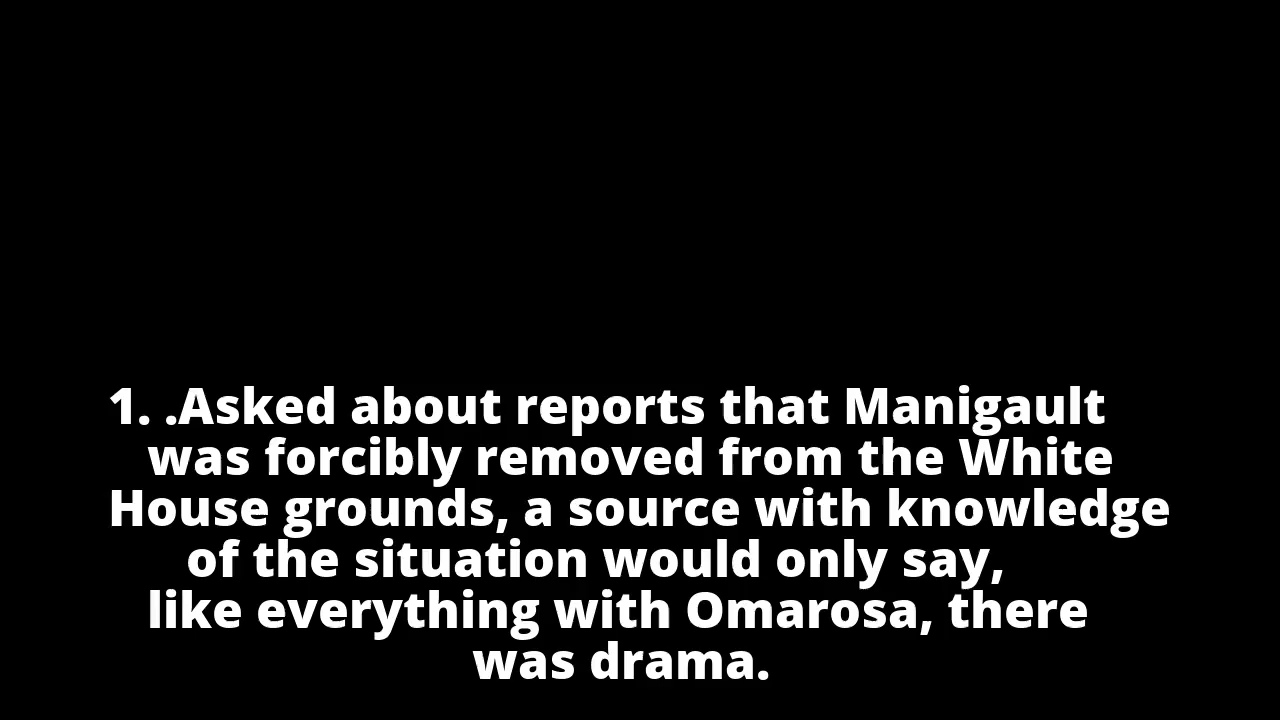 1. .Asked about reports that Manigault
was forcibly removed from the White
House grounds, a source with knowledge
of the situation would only say,
like everything with Omarosa, there
was drama.